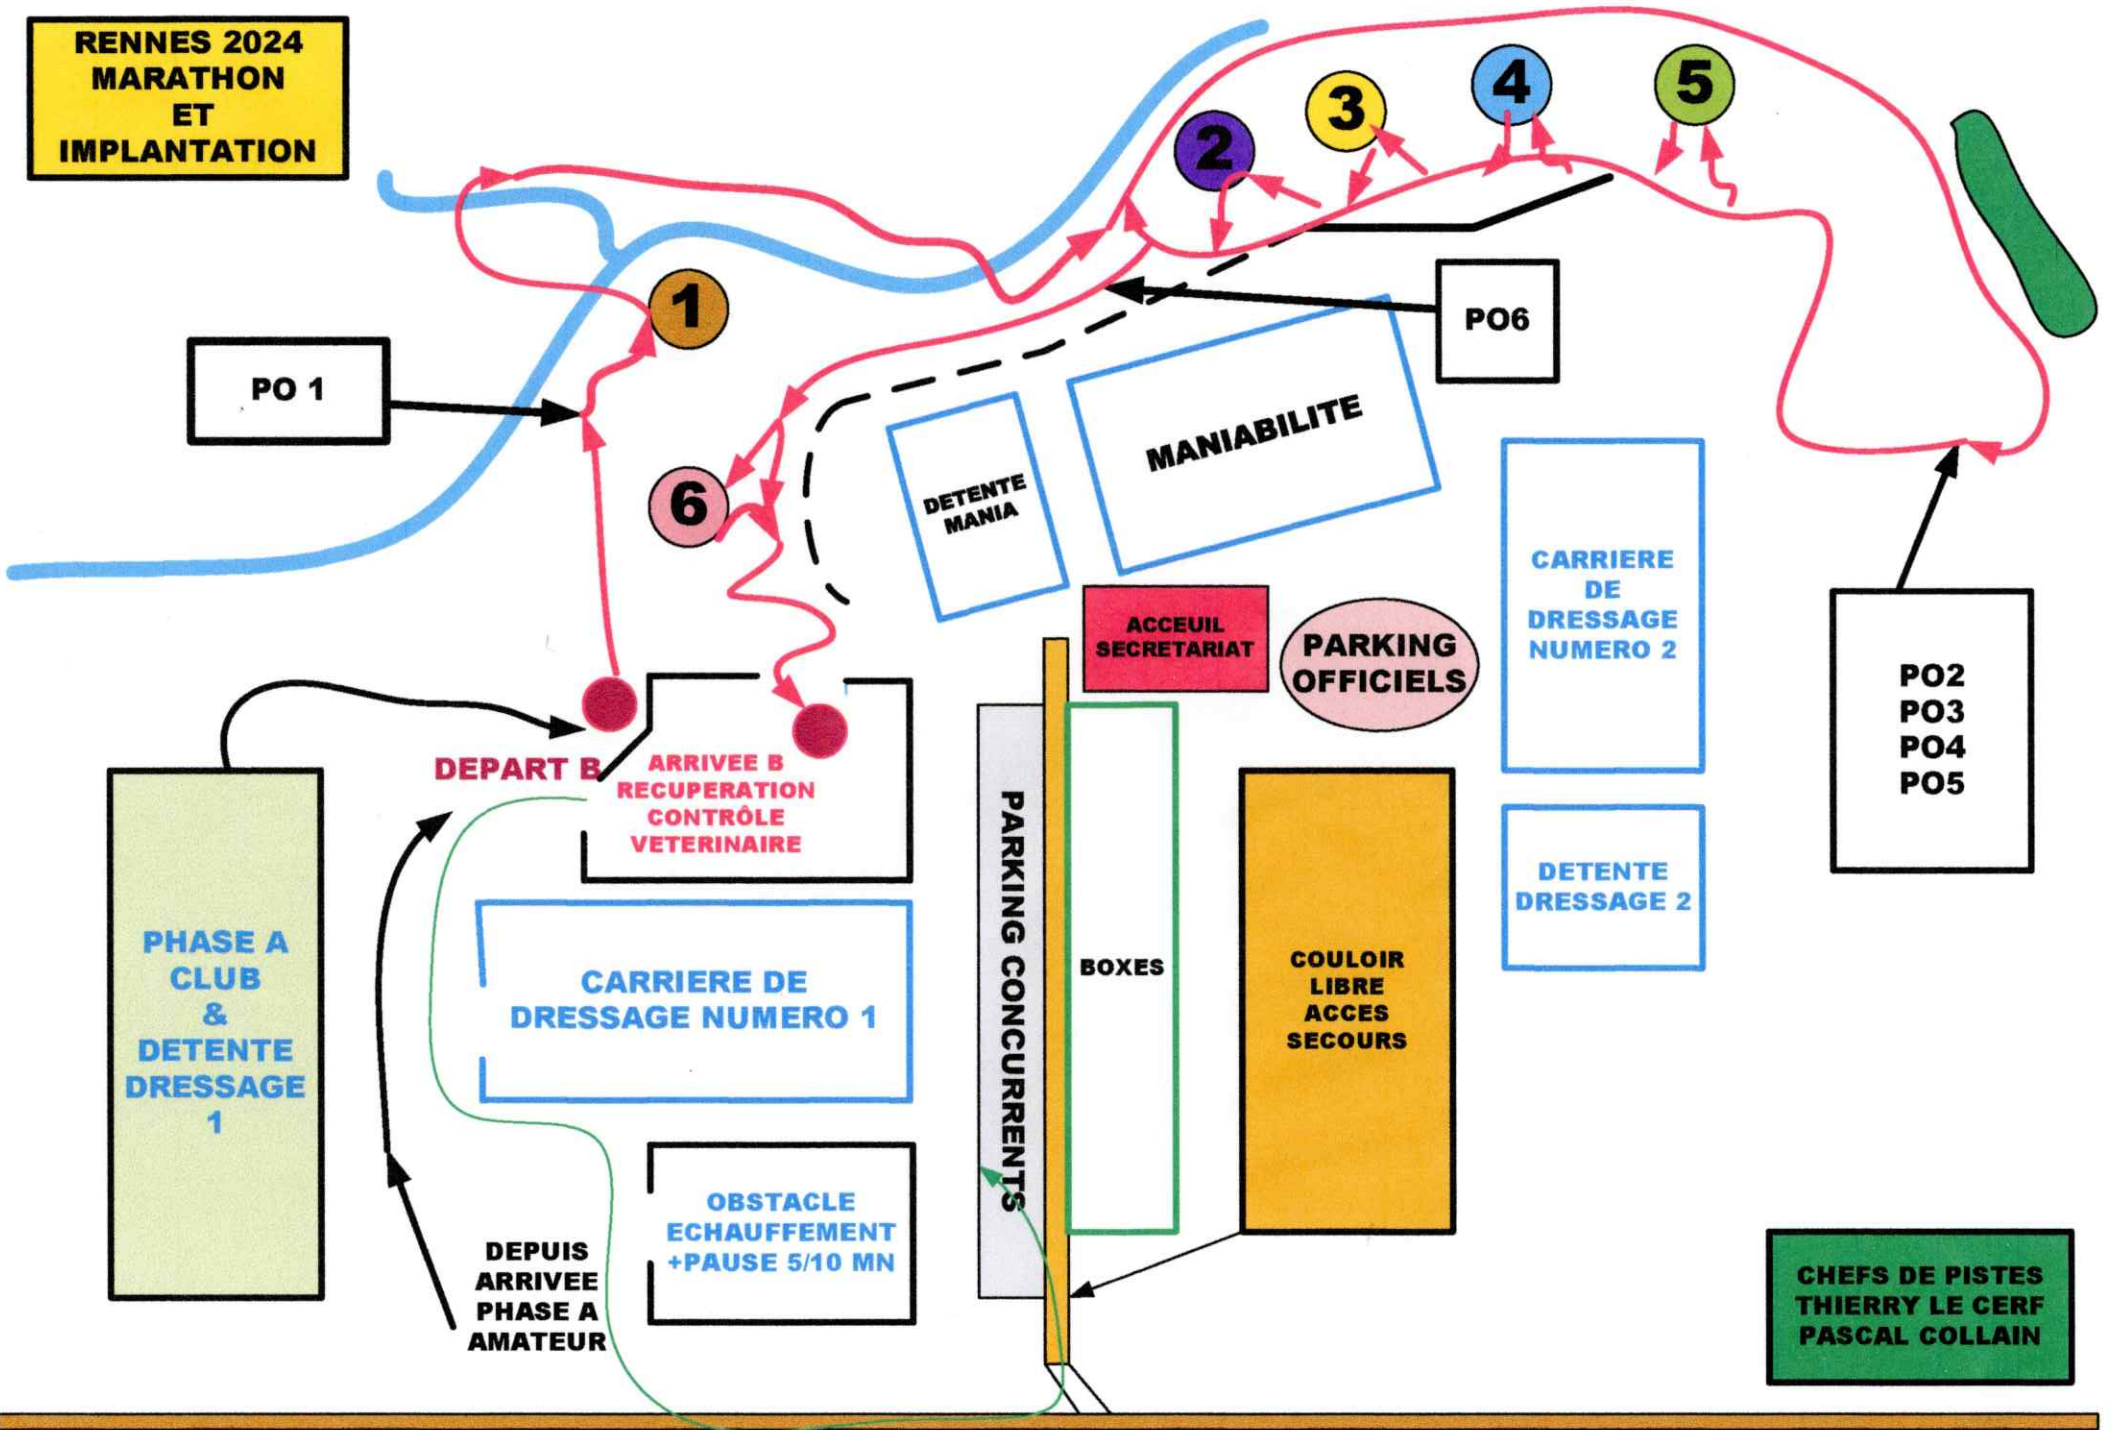 RENNES 2024
MARATHON
ET
IMPLANTATION
1
2
3
4
5
6
PO 1
PO6
MANIABILITE
DETENTE
MANIA
CARRIERE
DE
DRESSAGE
NUMERO 2
ACCEUIL
SECRETARIAT
PARKING
OFFICIELS
PO2
PO3
PO4
PO5
DEPART B
ARRIVEE B
RECUPERATION
CONTRÔLE
VETERINAIRE
PHASE A
CLUB
&
DETENTE
DRESSAGE
1
CARRIERE DE
DRESSAGE NUMERO 1
PARKING CONCURRENTS
BOXES
COULOIR
LIBRE
ACCES
SECOURS
DETENTE
DRESSAGE 2
OBSTACLE
ECHAUFFEMENT
+PAUSE 5/10 MN
DEPUIS
ARRIVEE
PHASE A
AMATEUR
CHEFS DE PISTES
THIERRY LE CERF
PASCAL COLLAIN